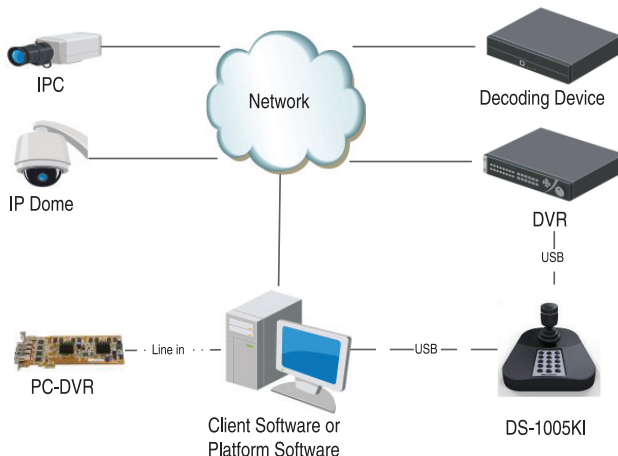 IPC
Network
Decoding Device
IP Dome
DVR
USB
Line in
USB
PC-DVR
Client Software or
Platform Software
DS-1005KI